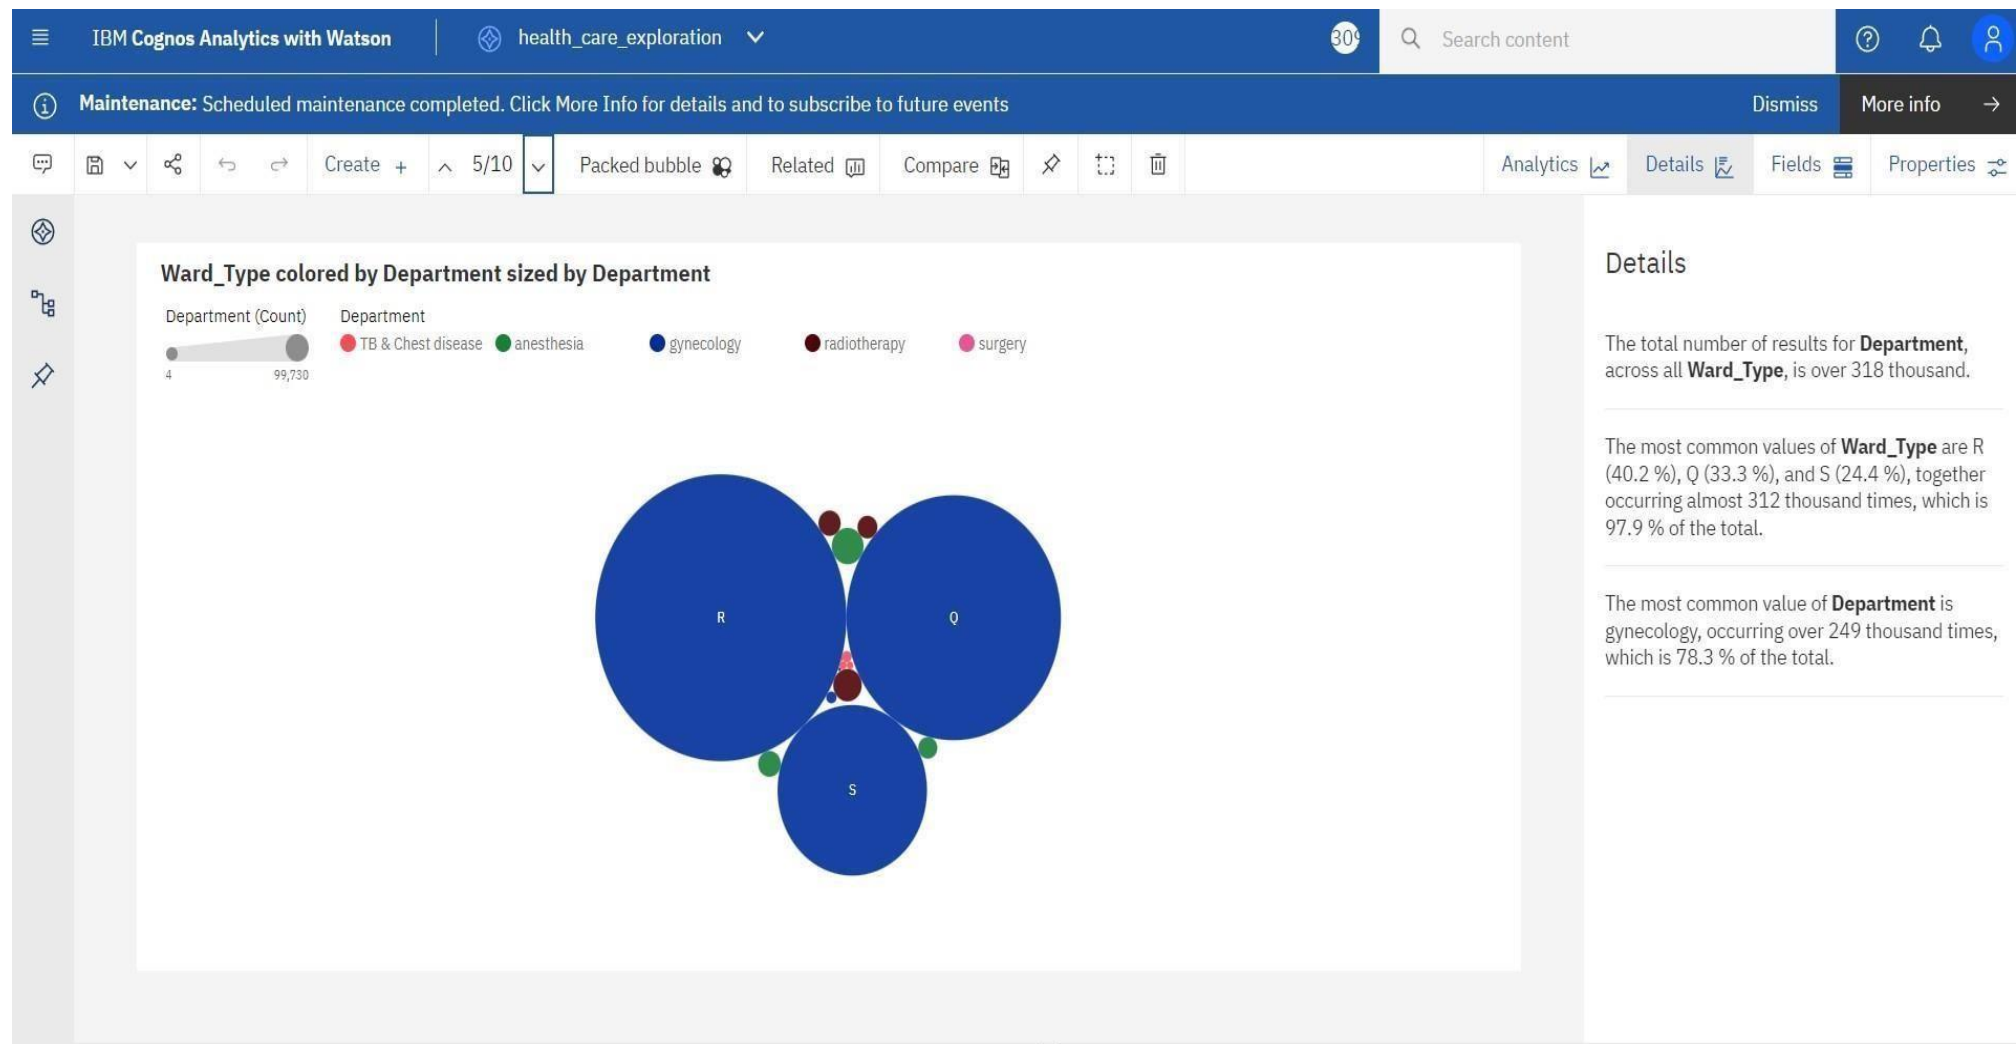 IBM Cognos Analytics with Watson
health_care_exploration
Search content
Maintenance: Scheduled maintenance completed. Click More Info for details and to subscribe to future events
Dismiss
More info
Create +
5/10
Packed bubble
Related
Compare
Analytics
Details
Fields
Properties
Ward_Type colored by Department sized by Department
Department (Count)
4
99,730
Department
TB & Chest disease
anesthesia
gynecology
radiotherapy
surgery
R
Q
S
Details
The total number of results for Department,
across all Ward_Type, is over 318 thousand.
The most common values of Ward_Type are R
(40.2 %), Q (33.3 %), and S (24.4 %), together
occurring almost 312 thousand times, which is
97.9 % of the total.
The most common value of Department is
gynecology, occurring over 249 thousand times,
which is 78.3 % of the total.